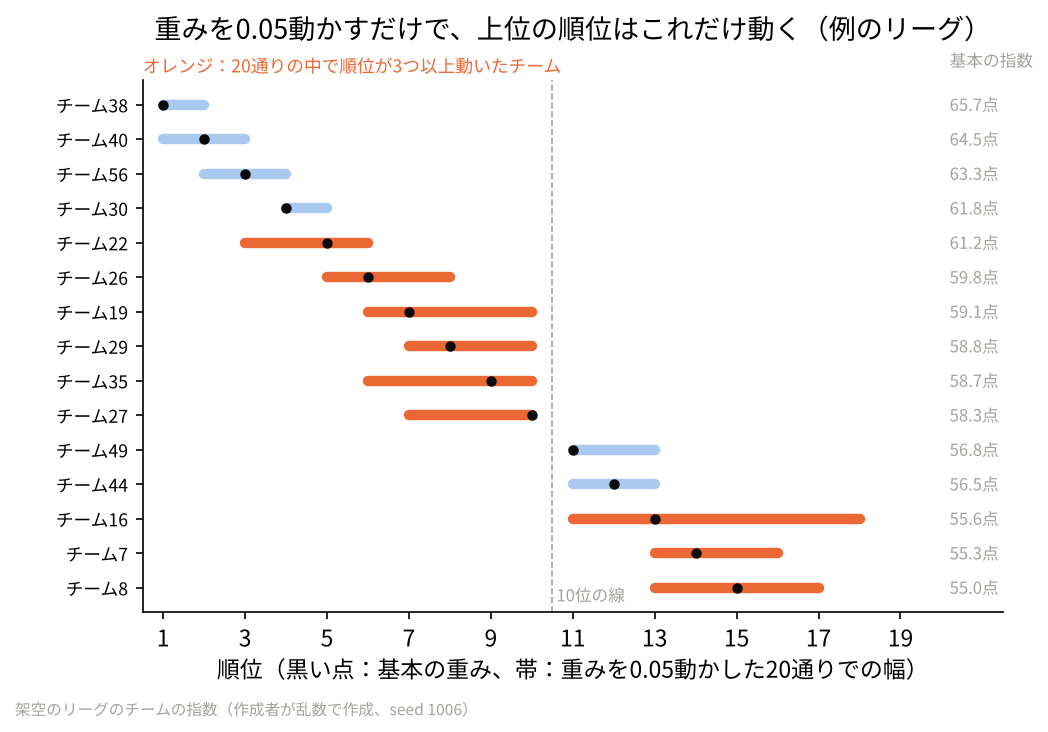 重みを0.05動かすだけで、上位の順位はこれだけ動く（例のリーグ）
オレンジ：20通りの中で順位が3つ以上動いたチーム
基本の指数
チーム38 65.7点
チーム40 64.5点
チーム56 63.3点
チーム30 61.8点
チーム22 61.2点
チーム26 59.8点
チーム19 59.1点
チーム29 58.8点
チーム35 58.7点
チーム27 58.3点
チーム49 56.8点
チーム44 56.5点
チーム16 55.6点
チーム7 55.3点
チーム8 55.0点
10位の線
1 3 5 7 9 11 13 15 17 19
順位（黒い点：基本の重み、帯：重みを0.05動かした20通りでの幅）
架空のリーグのチームの指数（作成者が乱数で作成、seed 1006）